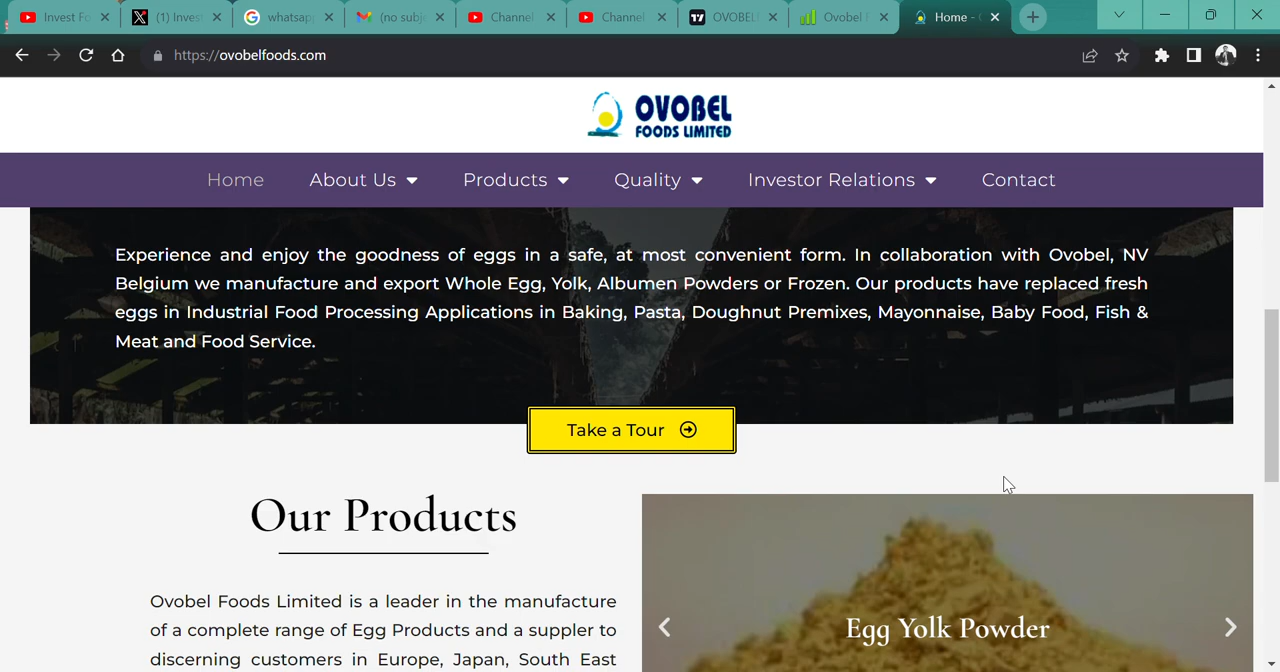 Invest Fo
(1) Invest
whatsapp
(no subje
Channel
Channel
OVOBEL
Ovobel F
Home -
https://ovobelfoods.com
OVOBEL
FOODS LIMITED
Home About Us Products Quality Investor Relations Contact
Experience and enjoy the goodness of eggs in a safe, at most convenient form. In collaboration with Ovobel, NV
Belgium we manufacture and export Whole Egg, Yolk, Albumen Powders or Frozen. Our products have replaced fresh
eggs in Industrial Food Processing Applications in Baking, Pasta, Doughnut Premixes, Mayonnaise, Baby Food, Fish &
Meat and Food Service.
Take a Tour
Our Products
Ovobel Foods Limited is a leader in the manufacture
of a complete range of Egg Products and a suppler to
discerning customers in Europe, Japan, South East
Egg Yolk Powder